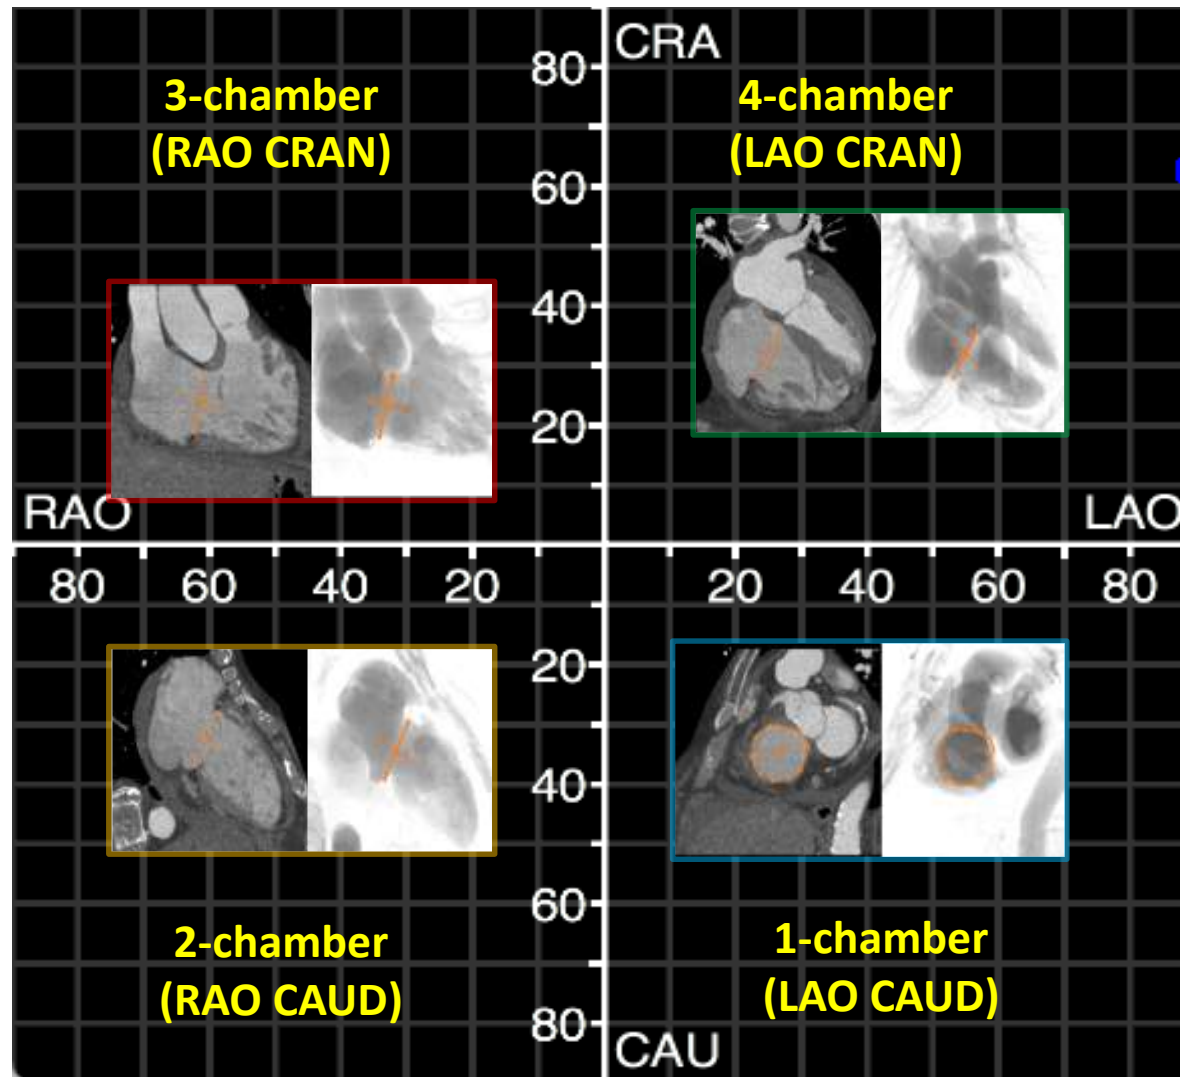 CRA
80
3-chamber
(RAO CRAN)
4-chamber
(LAO CRAN)
60
40
20
RAO
LAO
80 60 40 20
20 40 60 80
20
40
60
2-chamber
(RAO CAUD)
1-chamber
(LAO CAUD)
80
CAU